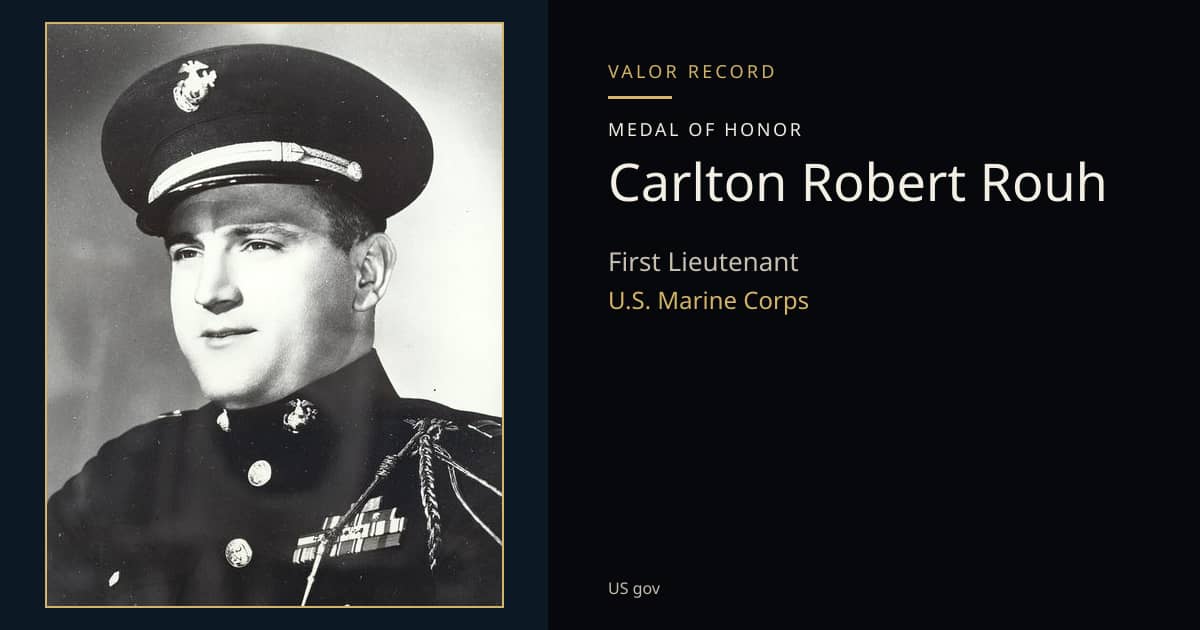 VALOR RECORD
MEDAL OF HONOR
Carlton Robert Rouh
First Lieutenant
U.S. Marine Corps
US gov